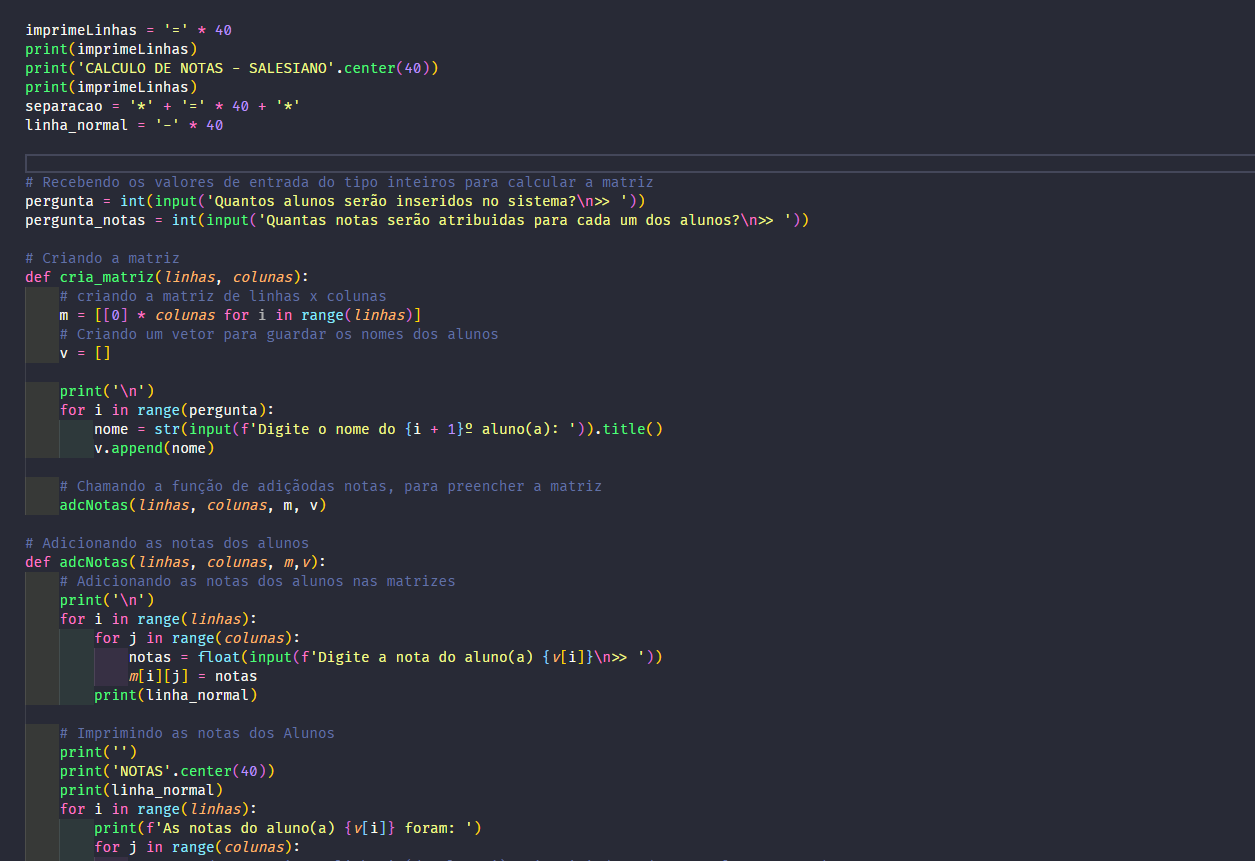 imprimeLinhas = '=' * 40
print(imprimeLinhas)
print('CALCULO DE NOTAS - SALESIANO'.center(40))
print(imprimeLinhas)
separacao = '*' + '=' * 40 + '*'
linha_normal = '-' * 40
# Recebendo os valores de entrada do tipo inteiros para calcular a matriz
pergunta = int(input('Quantos alunos serão inseridos no sistema?\n>> '))
pergunta_notas = int(input('Quantas notas serão atribuidas para cada um dos alunos?\n>> '))
# Criando a matriz
def cria_matriz(linhas, colunas):
    # criando a matriz de linhas x colunas
    m = [[0] * colunas for i in range(linhas)]
    # Criando um vetor para guardar os nomes dos alunos
    v = []
    print('\n')
    for i in range(pergunta):
        nome = str(input(f'Digite o nome do {i + 1}º aluno(a): ')).title()
        v.append(nome)
    # Chamando a função de adiçãodas notas, para preencher a matriz
    adcNotas(linhas, colunas, m, v)
# Adicionando as notas dos alunos
def adcNotas(linhas, colunas, m,v):
    # Adicionando as notas dos alunos nas matrizes
    print('\n')
    for i in range(linhas):
        for j in range(colunas):
            notas = float(input(f'Digite a nota do aluno(a) {v[i]}\n>> '))
            m[i][j] = notas
        print(linha_normal)
    # Imprimindo as notas dos Alunos
    print('')
    print('NOTAS'.center(40))
    print(linha_normal)
    for i in range(linhas):
        print(f'As notas do aluno(a) {v[i]} foram: ')
        for j in range(colunas):